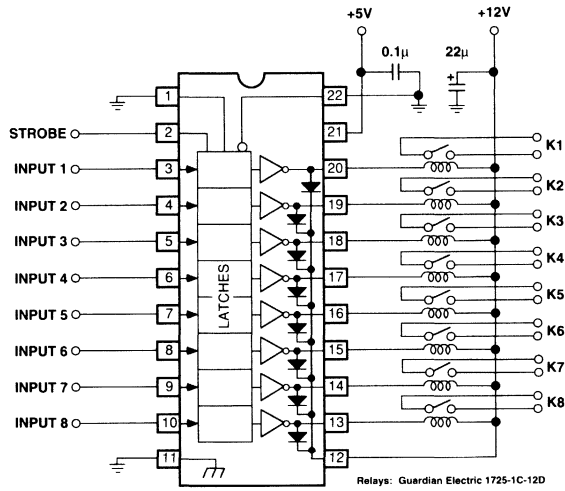 +5V
+12V
0.1μ
22μ
+
1
22
STROBE
2
21
INPUT 1
3
20
K1
INPUT 2
4
19
K2
INPUT 3
5
18
K3
INPUT 4
6
17
K4
LATCHES
INPUT 5
7
16
K5
INPUT 6
8
15
K6
INPUT 7
9
14
K7
INPUT 8
10
13
K8
11
12
Relays: Guardian Electric 1725-1C-12D